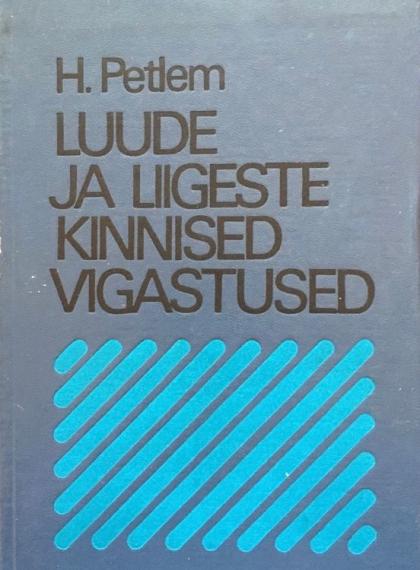 H. Petlem
LUUDE
JA LIIGESTE
KINNISED
VIGASTUSED